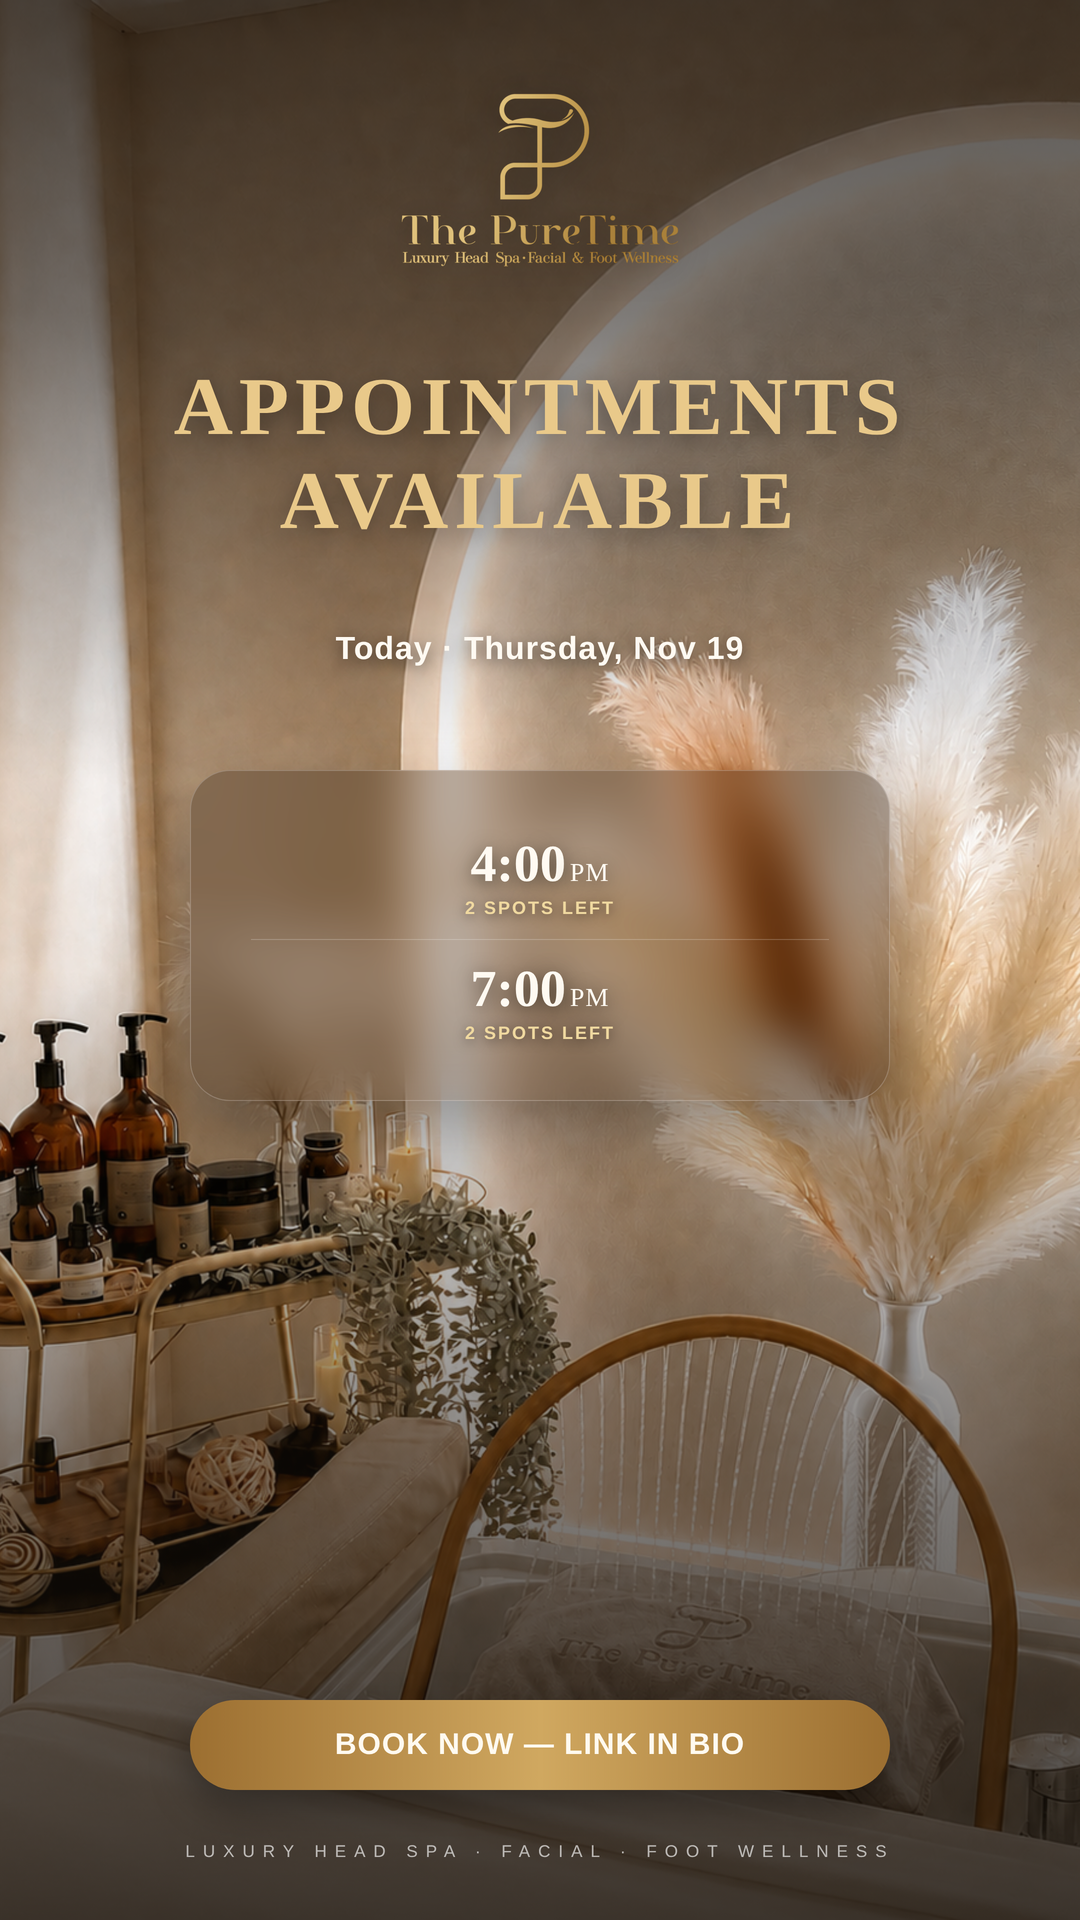 The PureTime
Luxury Head Spa·Facial & Foot Wellness
APPOINTMENTS
AVAILABLE
Today · Thursday, Nov 19
4:00 PM
2 SPOTS LEFT
7:00 PM
2 SPOTS LEFT
The PureTime
BOOK NOW — LINK IN BIO
LUXURY HEAD SPA · FACIAL · FOOT WELLNESS